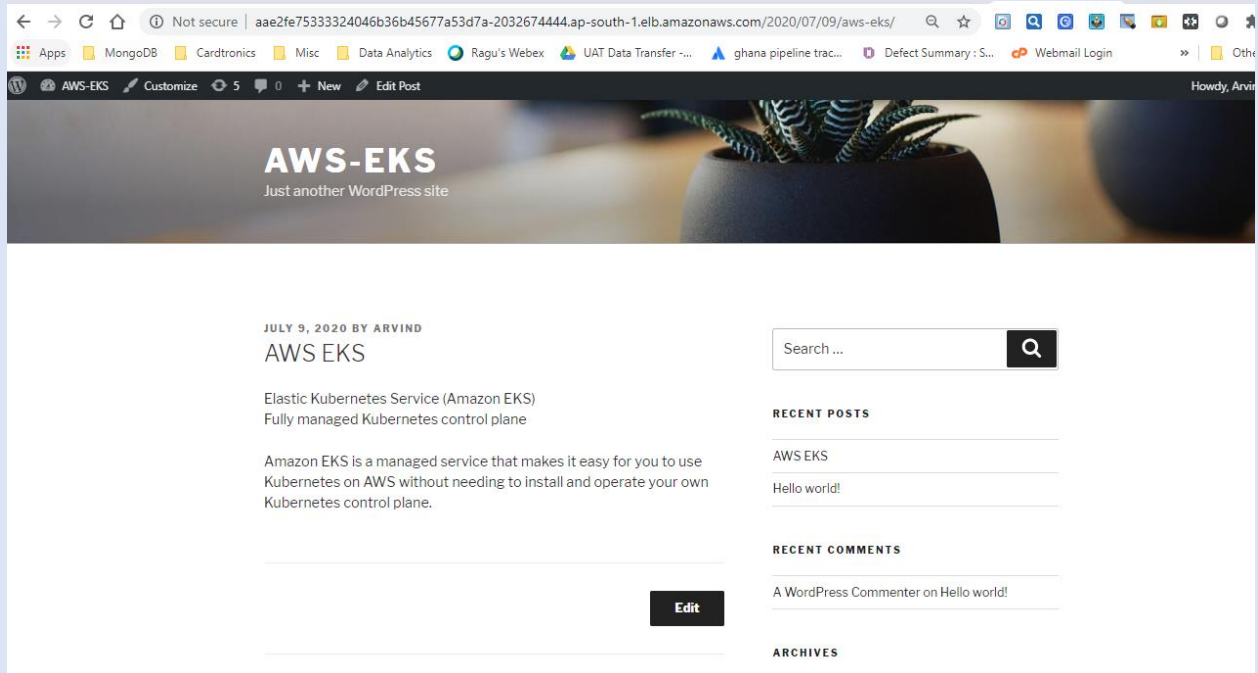 Not secure | aae2fe75333324046b36b45677a53d7a-2032674444.ap-south-1.elb.amazonaws.com/2020/07/09/aws-eks/
Apps MongoDB Cardtronics Misc Data Analytics Ragu's Webex UAT Data Transfer -... ghana pipeline trac... Defect Summary : S... cP Webmail Login » Othe
AWS-EKS Customize 5 0 + New Edit Post Howdy, Arvin
AWS-EKS
Just another WordPress site
JULY 9, 2020 BY ARVIND
AWS EKS
Elastic Kubernetes Service (Amazon EKS)
Fully managed Kubernetes control plane
Amazon EKS is a managed service that makes it easy for you to use
Kubernetes on AWS without needing to install and operate your own
Kubernetes control plane.
Edit
Search ...
RECENT POSTS
AWS EKS
Hello world!
RECENT COMMENTS
A WordPress Commenter on Hello world!
ARCHIVES